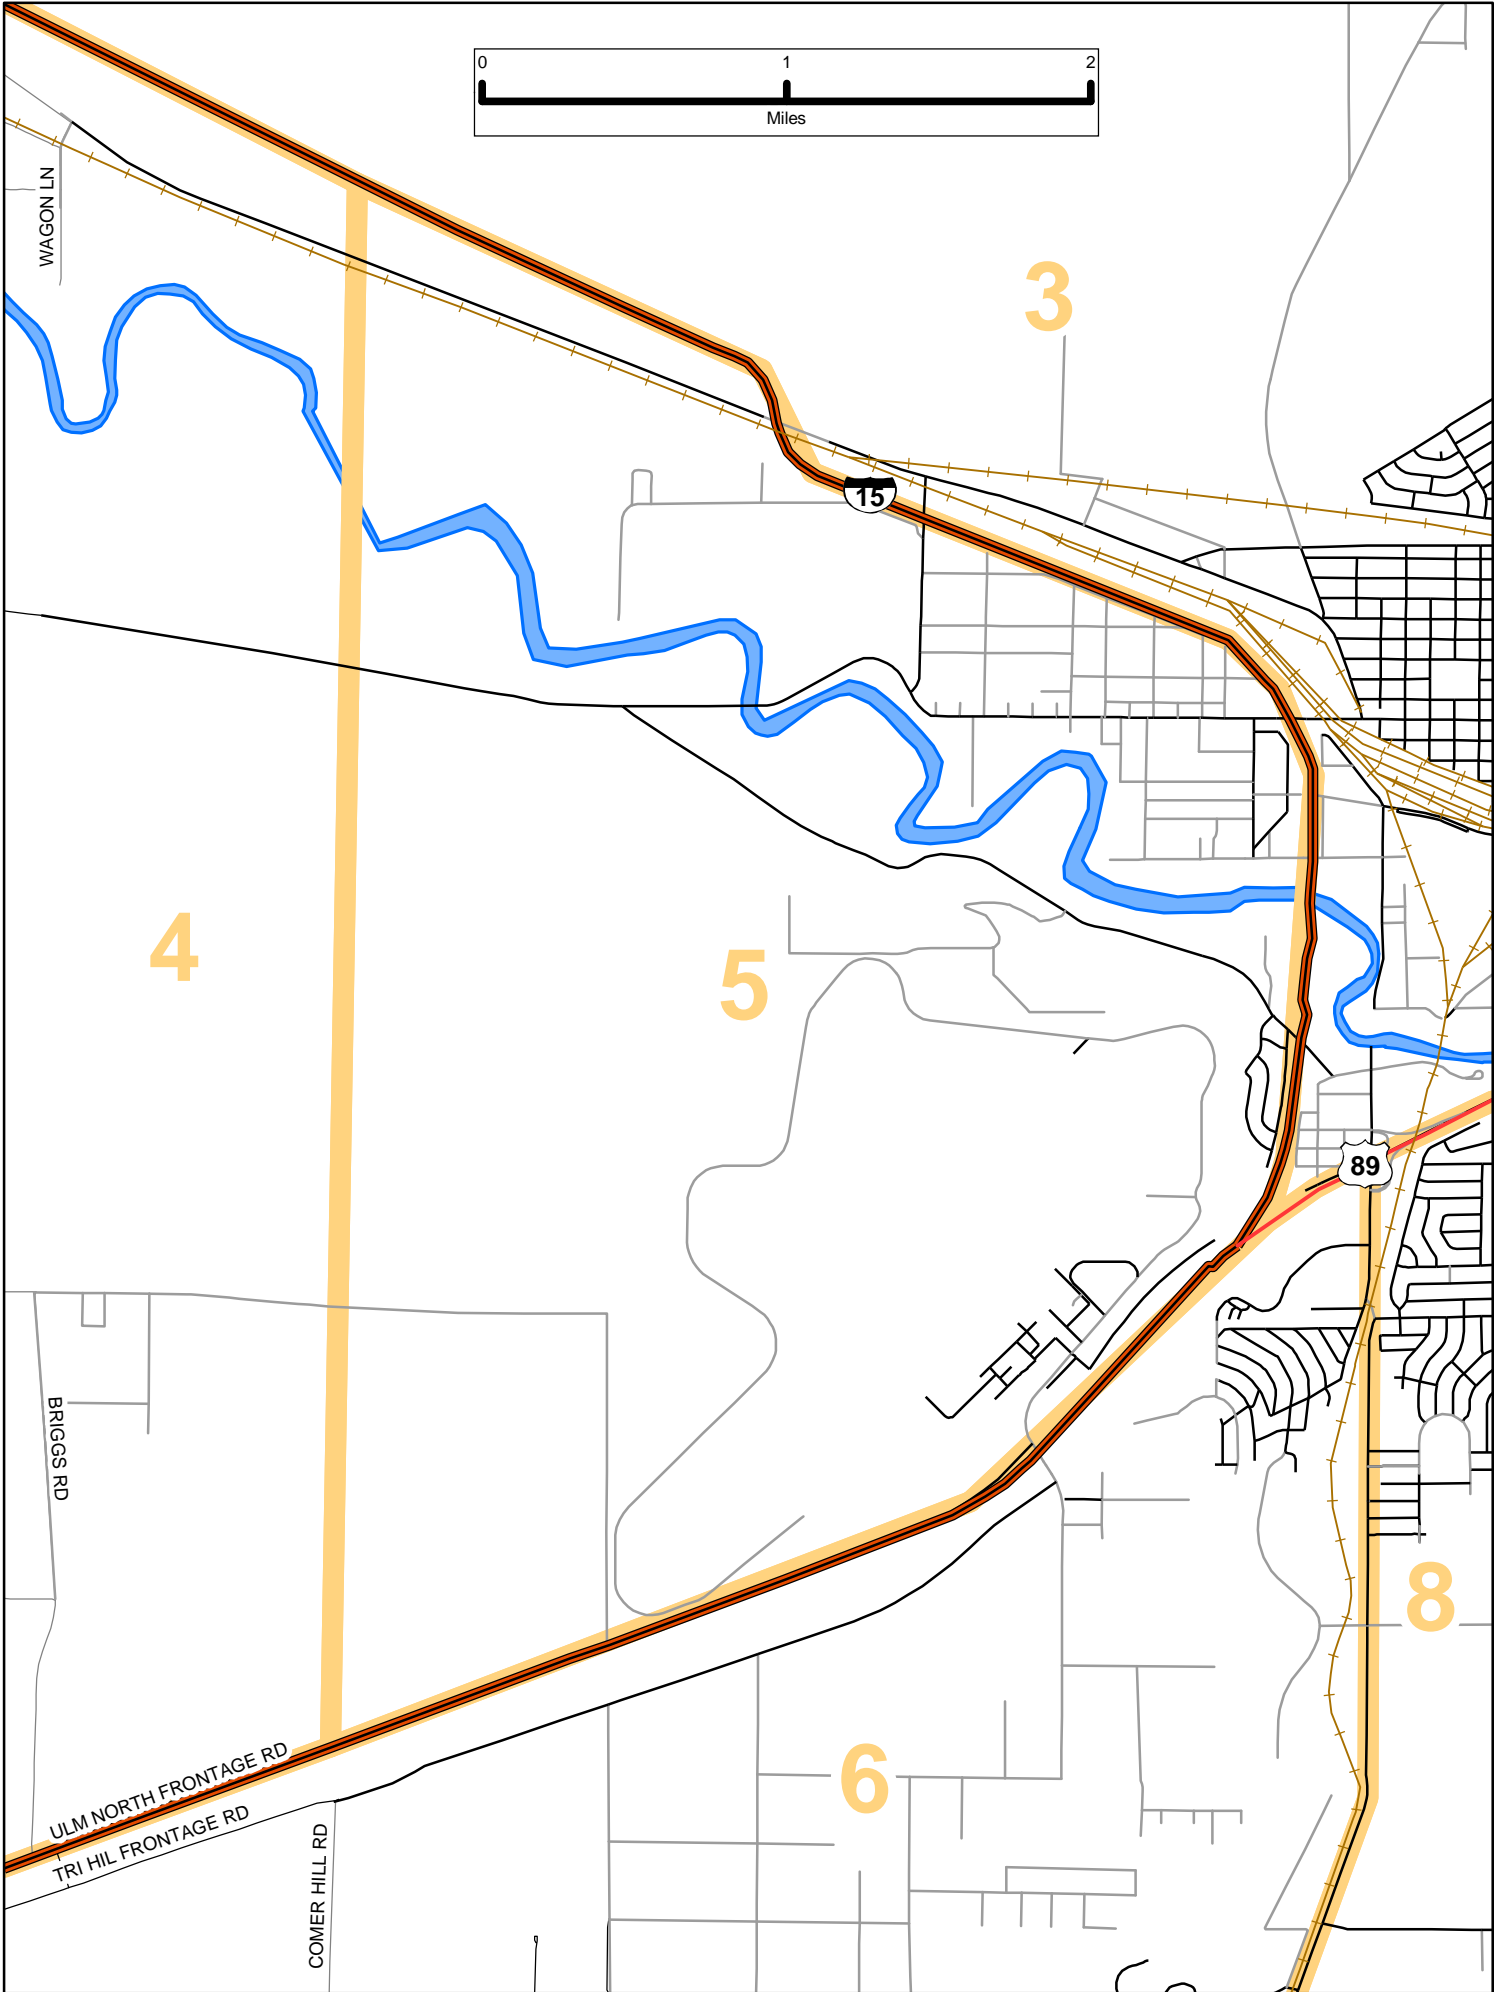 0 1 2
Miles
WAGON LN
3
15
4
5
89
BRIGGS RD
8
ULM NORTH FRONTAGE RD
TRI HIL FRONTAGE RD
6
COMER HILL RD